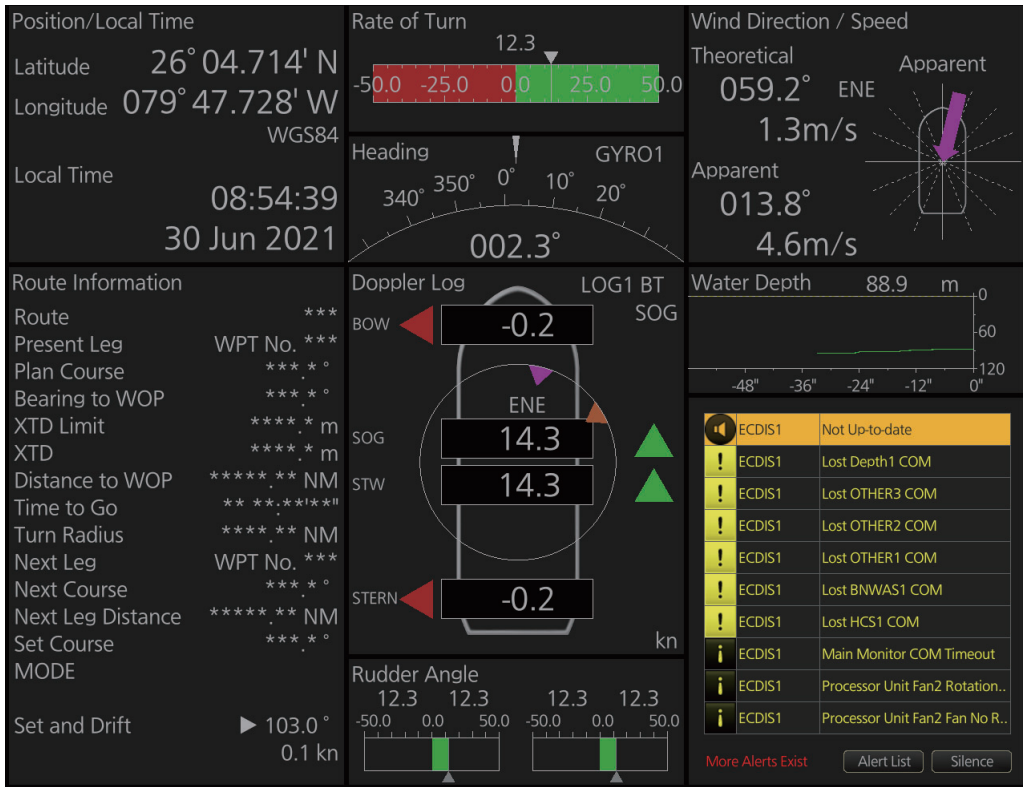 Position/Local Time
Latitude 26° 04.714' N
Longitude 079° 47.728' W
WGS84
Local Time
08:54:39
30 Jun 2021
Rate of Turn
12.3
-50.0 -25.0 0.0 25.0 50.0
Heading GYRO1
340° 350° 0° 10° 20°
002.3°
Wind Direction / Speed
Theoretical
059.2° ENE
1.3m/s
Apparent
Apparent
013.8°
4.6m/s
Route Information
Route ***
Present Leg WPT No. ***
Plan Course ***.* °
Bearing to WOP ***.* °
XTD Limit ****.* m
XTD ****.* m
Distance to WOP *****.** NM
Time to Go ** **:**'**"
Turn Radius ****.** NM
Next Leg WPT No. ***
Next Course ***.* °
Next Leg Distance *****.** NM
Set Course ***.* °
MODE
Set and Drift ▶ 103.0 °
0.1 kn
Doppler Log LOG1 BT
SOG
BOW -0.2
ENE
SOG 14.3
STW 14.3
STERN -0.2
kn
Rudder Angle
12.3 12.3 12.3 12.3
-50.0 0.0 50.0 -50.0 0.0 50.0
Water Depth 88.9 m
0
60
120
-48" -36" -24" -12" 0"
ECDIS1 Not Up-to-date
! ECDIS1 Lost Depth1 COM
! ECDIS1 Lost OTHER3 COM
! ECDIS1 Lost OTHER2 COM
! ECDIS1 Lost OTHER1 COM
! ECDIS1 Lost BNWAS1 COM
! ECDIS1 Lost HCS1 COM
i ECDIS1 Main Monitor COM Timeout
i ECDIS1 Processor Unit Fan2 Rotation..
i ECDIS1 Processor Unit Fan2 Fan No R..
More Alerts Exist Alert List Silence